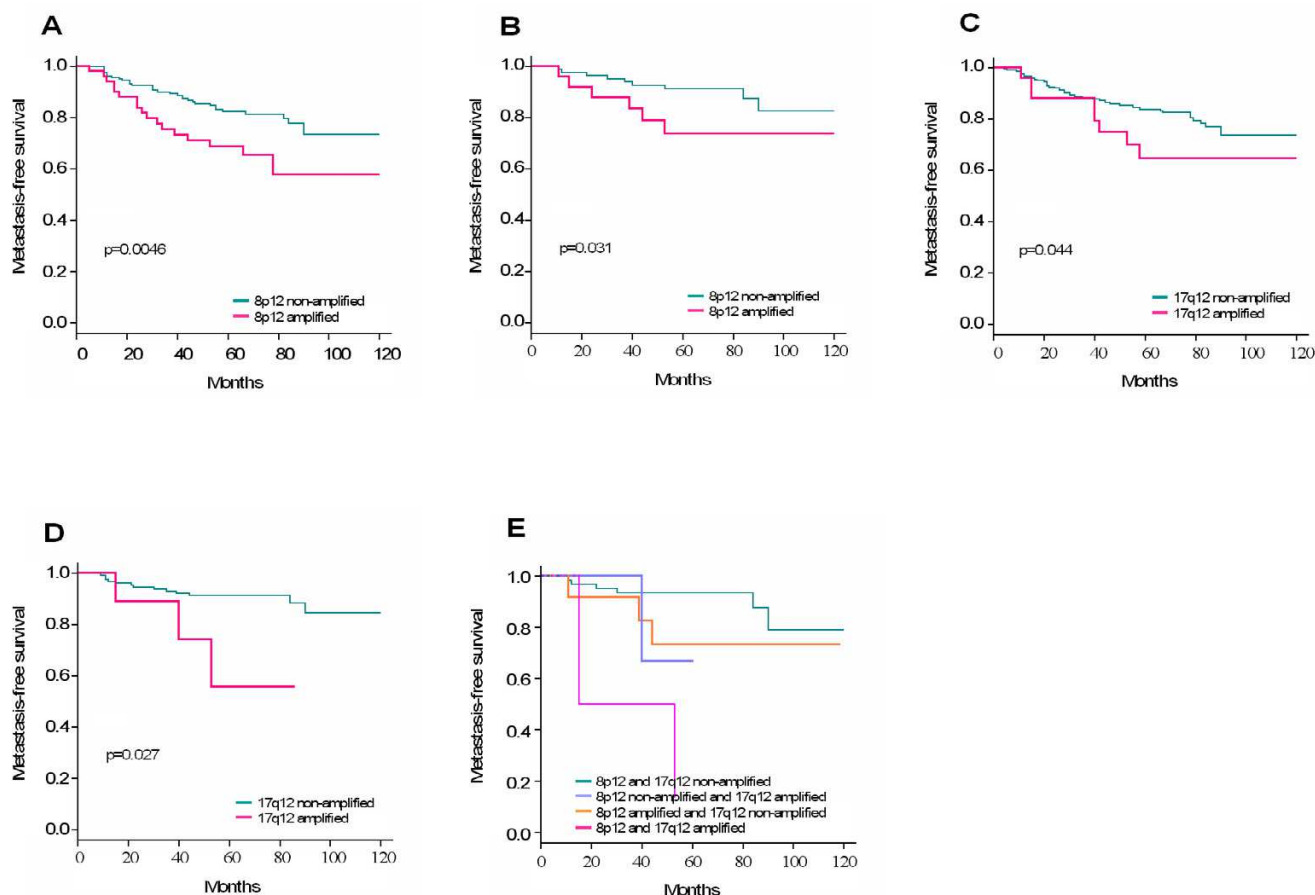 A
Metastasis-free survival
1.0
0.8
0.6
0.4
0.2
0.0
p=0.0046
8p12 non-amplified
8p12 amplified
0 20 40 60 80 100 120
Months
B
Metastasis-free survival
1.0
0.8
0.6
0.4
0.2
0.0
p=0.031
8p12 non-amplified
8p12 amplified
0 20 40 60 80 100 120
Months
C
Metastasis-free survival
1.0
0.8
0.6
0.4
0.2
0.0
p=0.044
17q12 non-amplified
17q12 amplified
0 20 40 60 80 100 120
Months
D
Metastasis-free survival
1.0
0.8
0.6
0.4
0.2
0.0
p=0.027
17q12 non-amplified
17q12 amplified
0 20 40 60 80 100 120
Months
E
Metastasis-free survival
1.0
0.8
0.6
0.4
0.2
0.0
8p12 and 17q12 non-amplified
8p12 non-amplified and 17q12 amplified
8p12 amplified and 17q12 non-amplified
8p12 and 17q12 amplified
0 20 40 60 80 100 120
Months